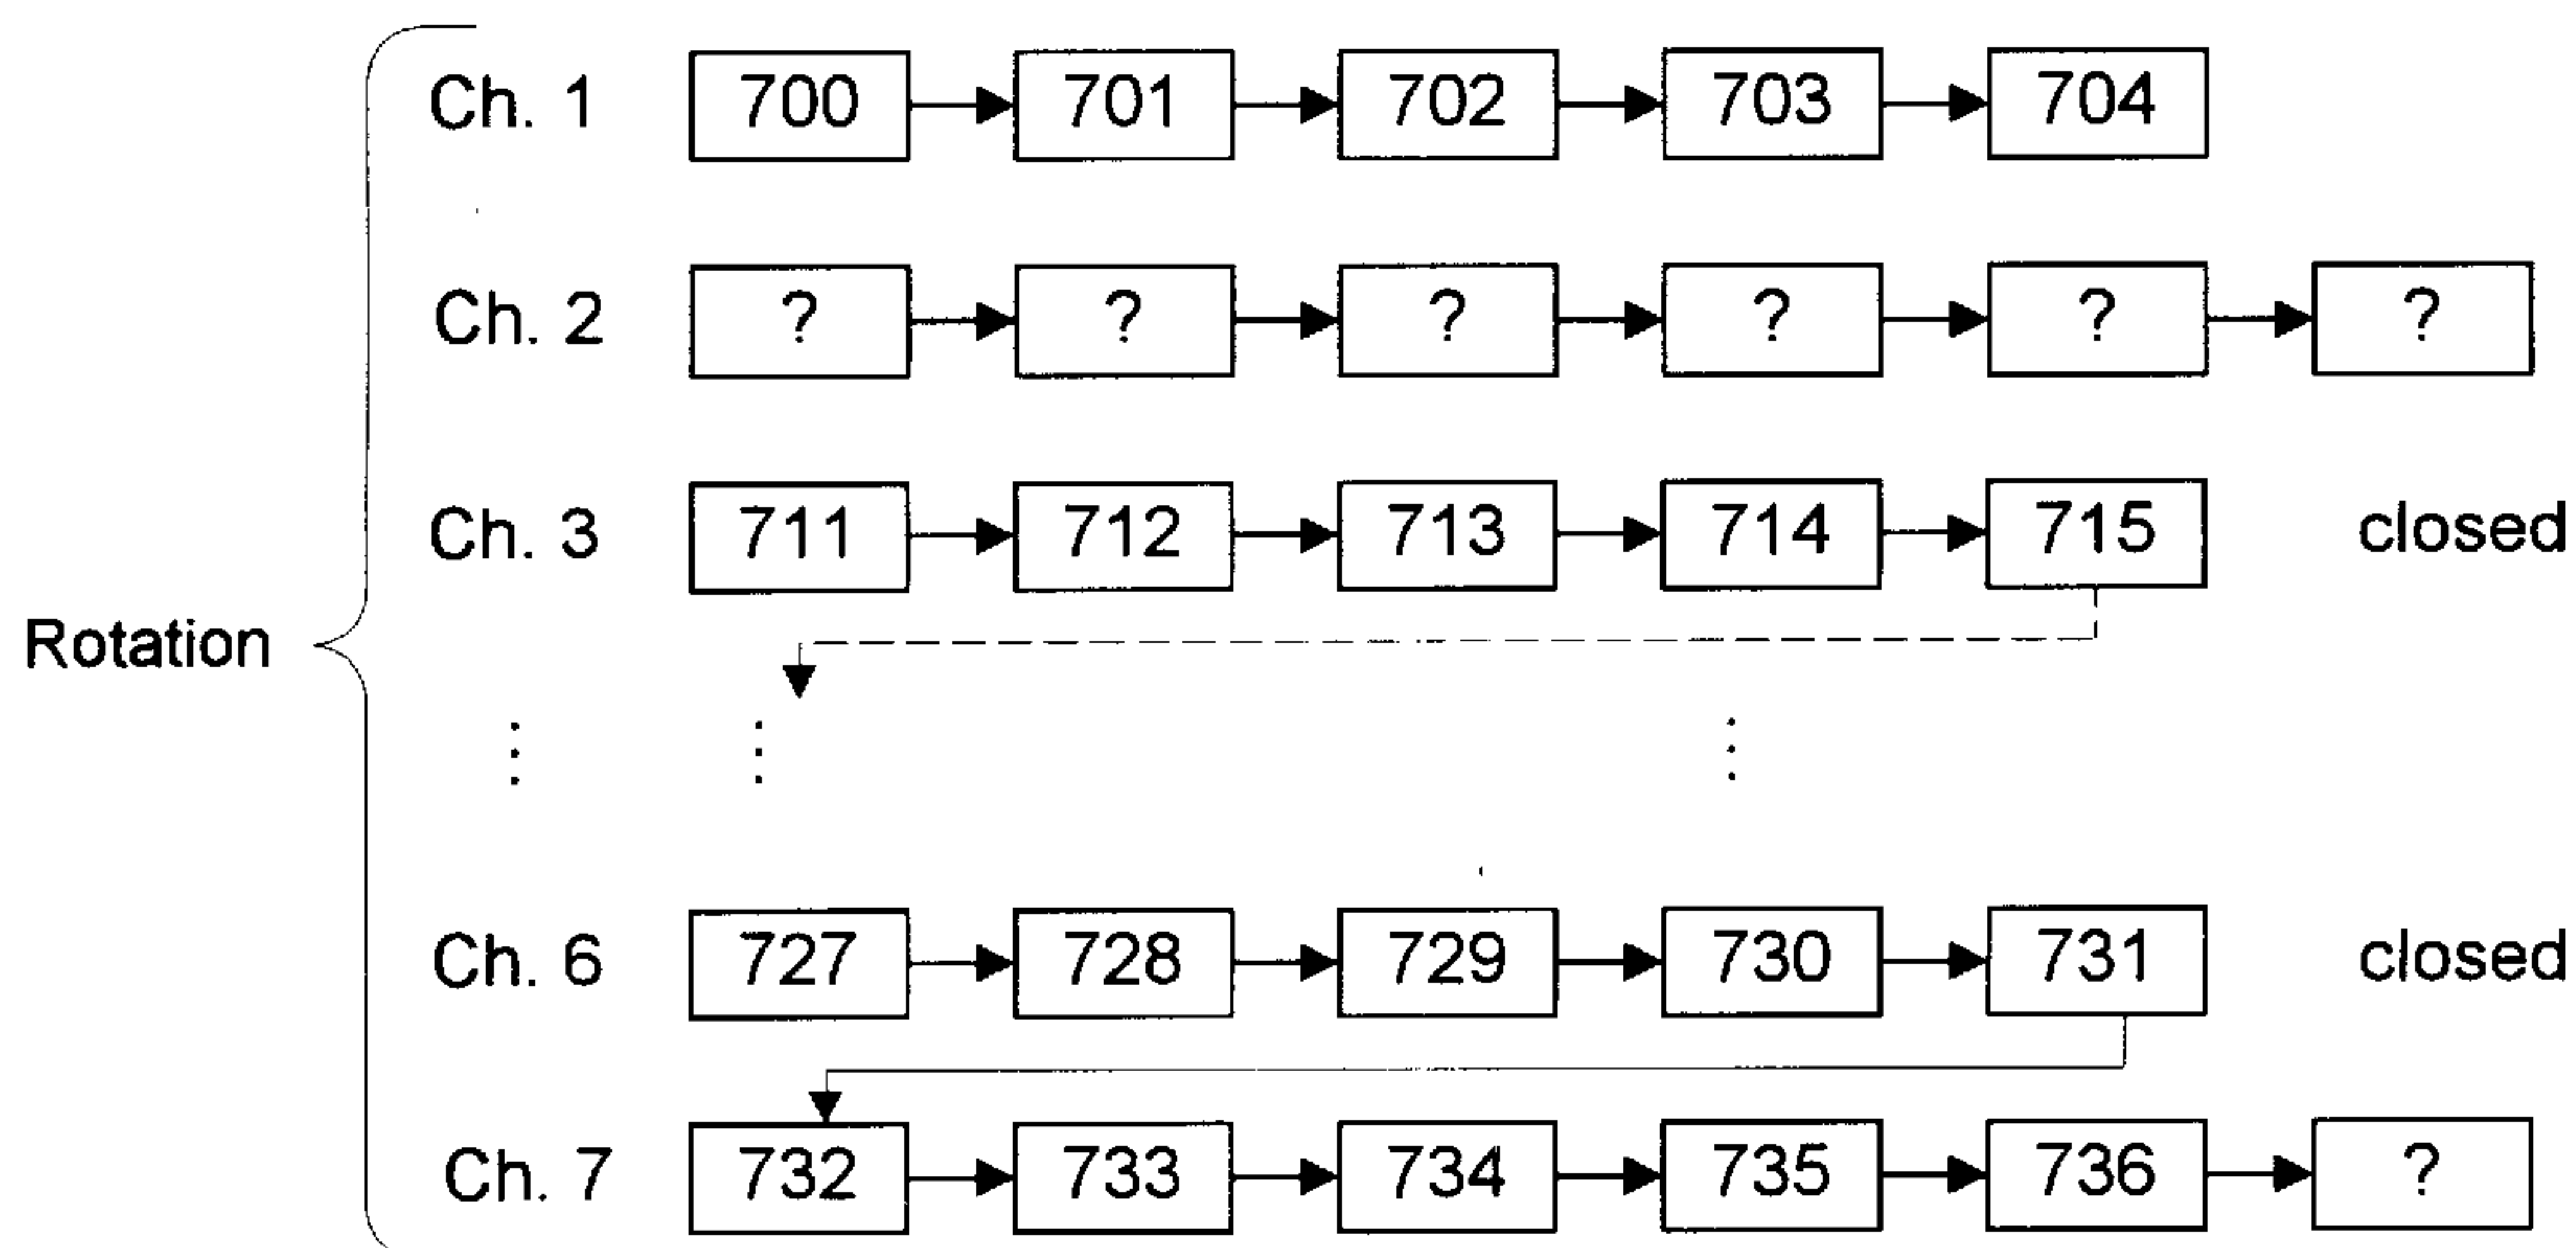 Ch. 1 700 701 702 703 704
Ch. 2 ? ? ? ? ? ?
Ch. 3 711 712 713 714 715 closed
Rotation
Ch. 6 727 728 729 730 731 closed
Ch. 7 732 733 734 735 736 ?